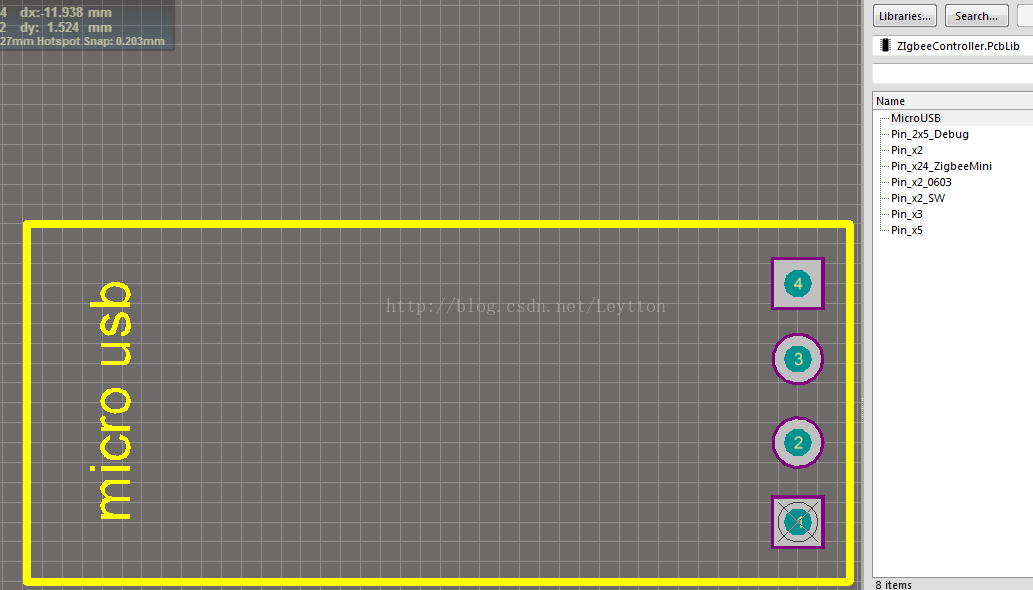 4 dx:-11.938 mm
2 dy: 1.524 mm
27mm Hotspot Snap: 0.203mm
Libraries...
Search...
ZIgbeeController.PcbLib
Name
MicroUSB
Pin_2x5_Debug
Pin_x2
Pin_x24_ZigbeeMini
Pin_x2_0603
Pin_x2_SW
Pin_x3
Pin_x5
8 items
micro usb
http://blog.csdn.net/Leytton
4
3
2
1